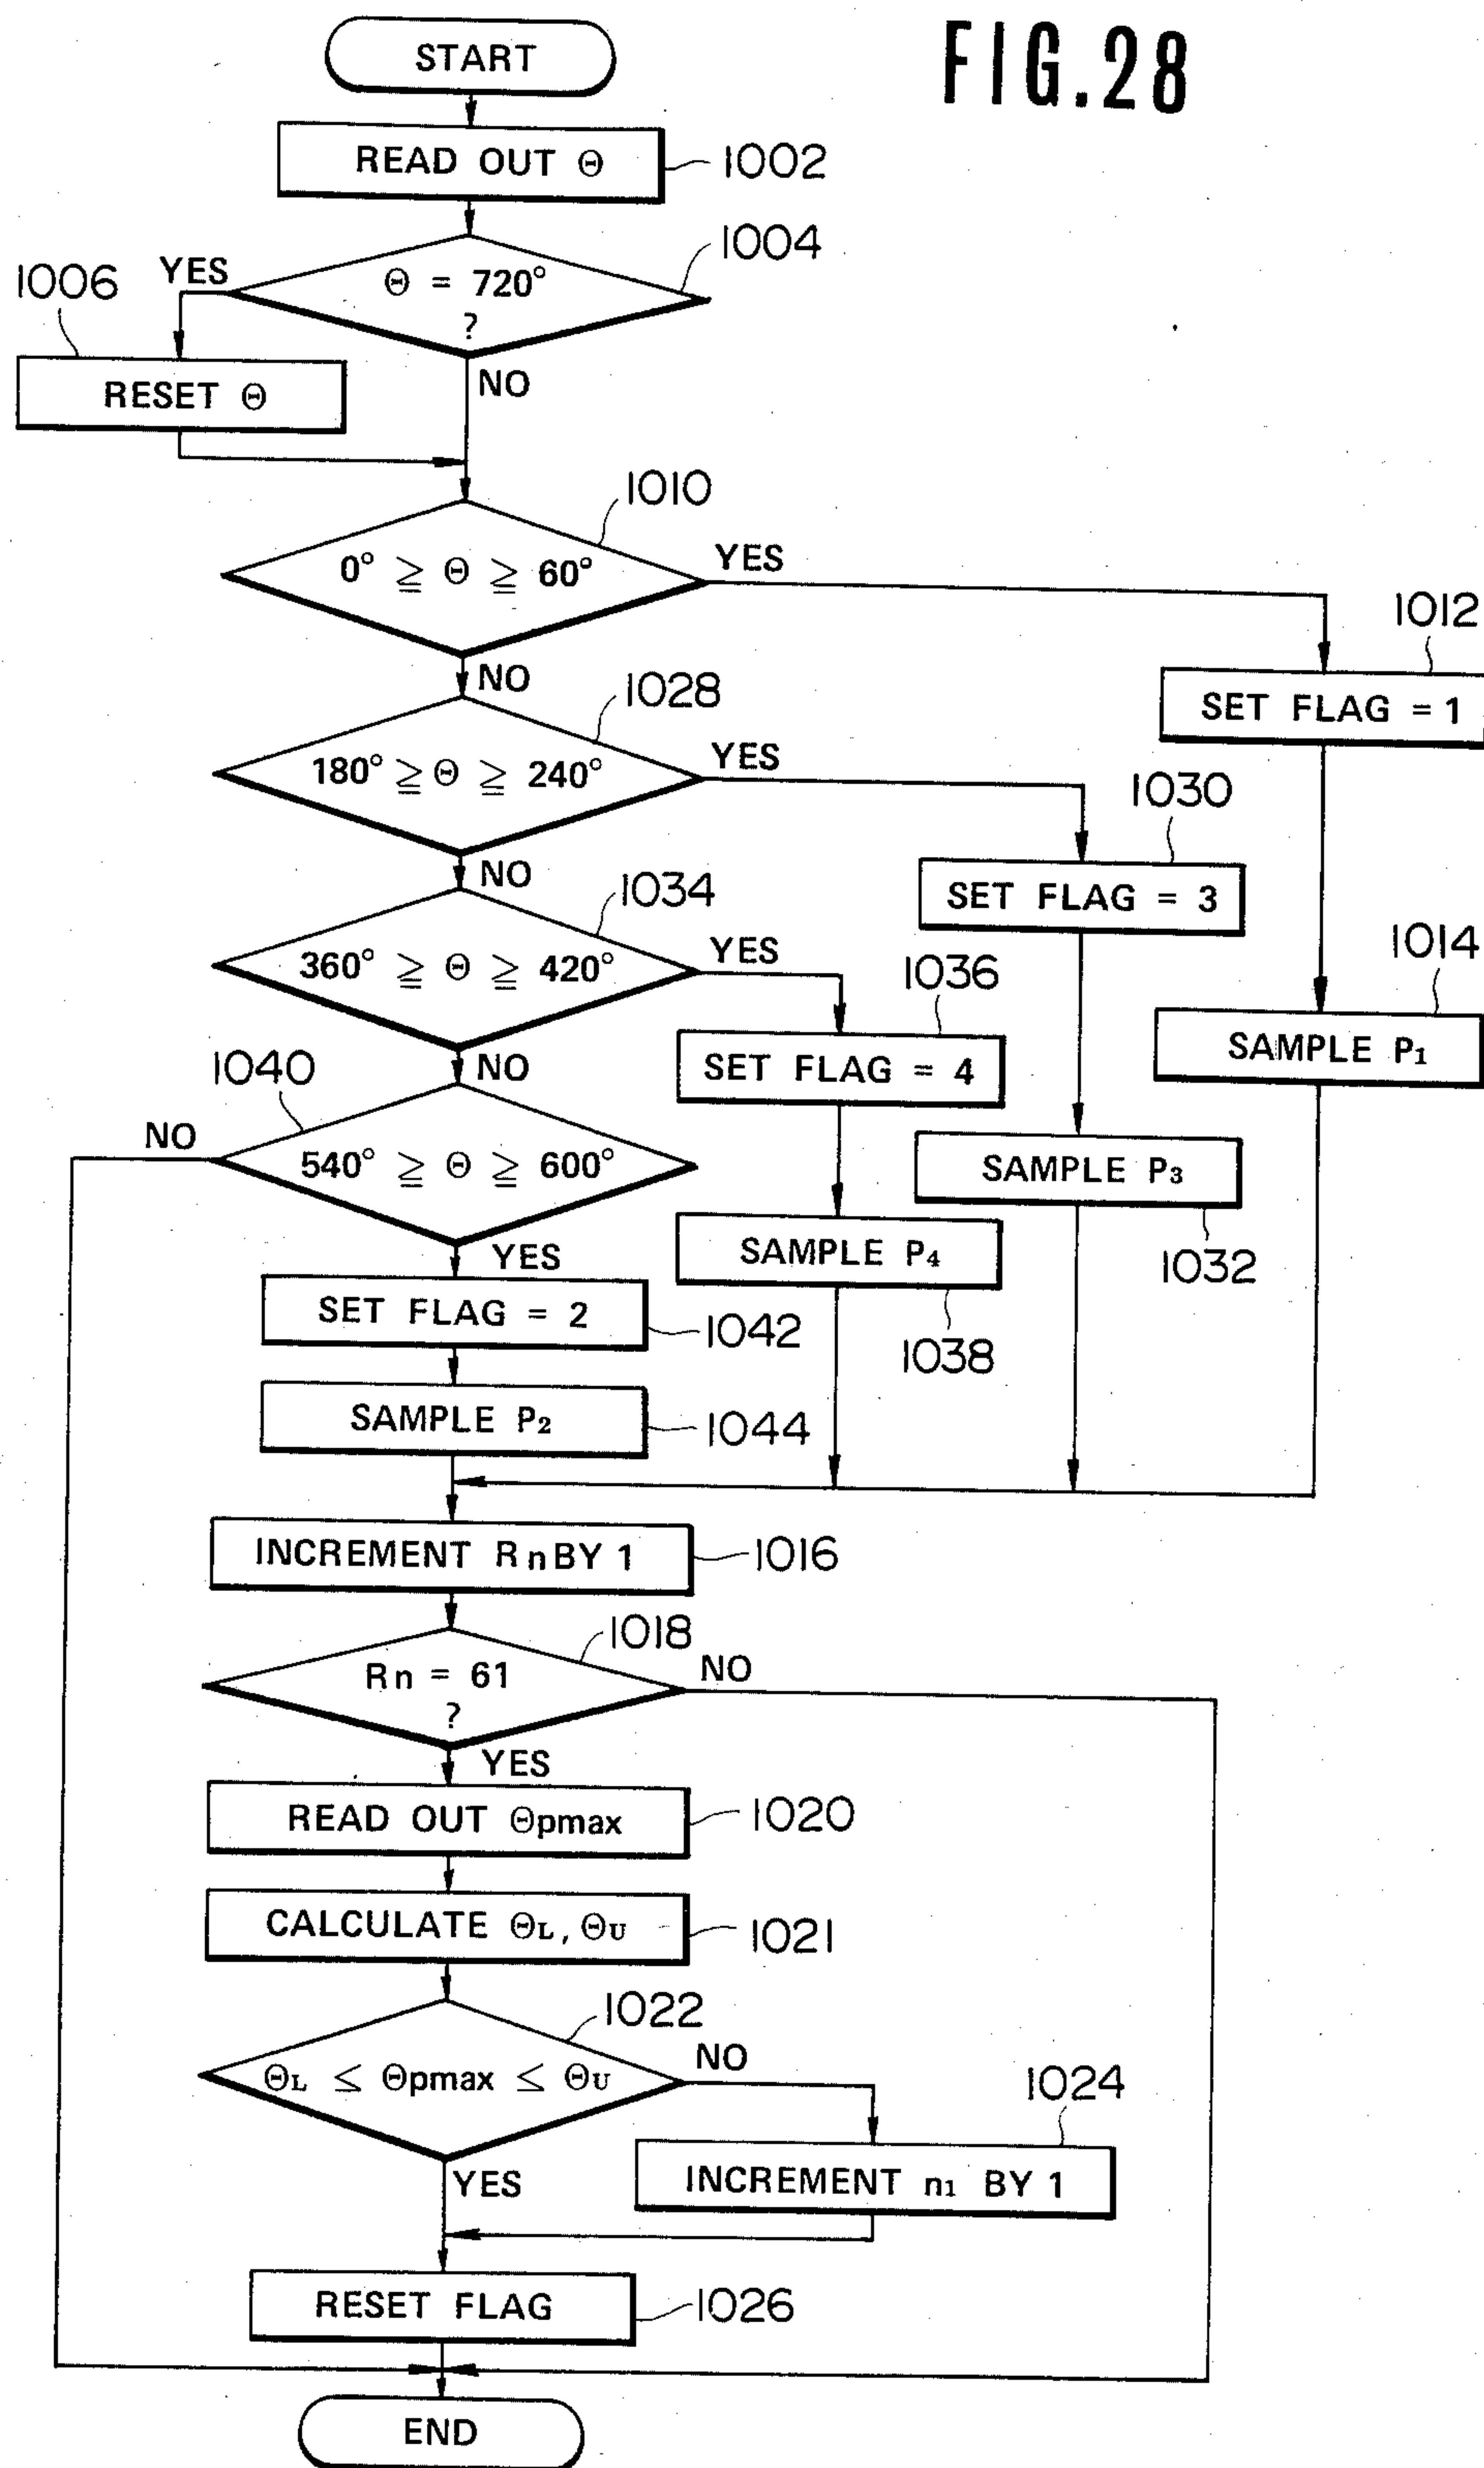 FIG.28
START
READ OUT Θ
1002
1004
Θ = 720°
?
YES
NO
1006
RESET Θ
1010
0° ≧ Θ ≧ 60°
YES
NO
1012
SET FLAG = 1
1028
180° ≧ Θ ≧ 240°
YES
NO
1030
SET FLAG = 3
1034
360° ≧ Θ ≧ 420°
YES
NO
1036
SET FLAG = 4
1014
SAMPLE P₁
1040
540° ≧ Θ ≧ 600°
NO
YES
SAMPLE P₃
1032
SAMPLE P₄
1038
SET FLAG = 2
1042
SAMPLE P₂
1044
INCREMENT Rn BY 1
1016
1018
Rn = 61
?
NO
YES
READ OUT Θpmax
1020
CALCULATE ΘL, ΘU
1021
1022
ΘL ≤ Θpmax ≤ ΘU
NO
YES
1024
INCREMENT n₁ BY 1
RESET FLAG
1026
END